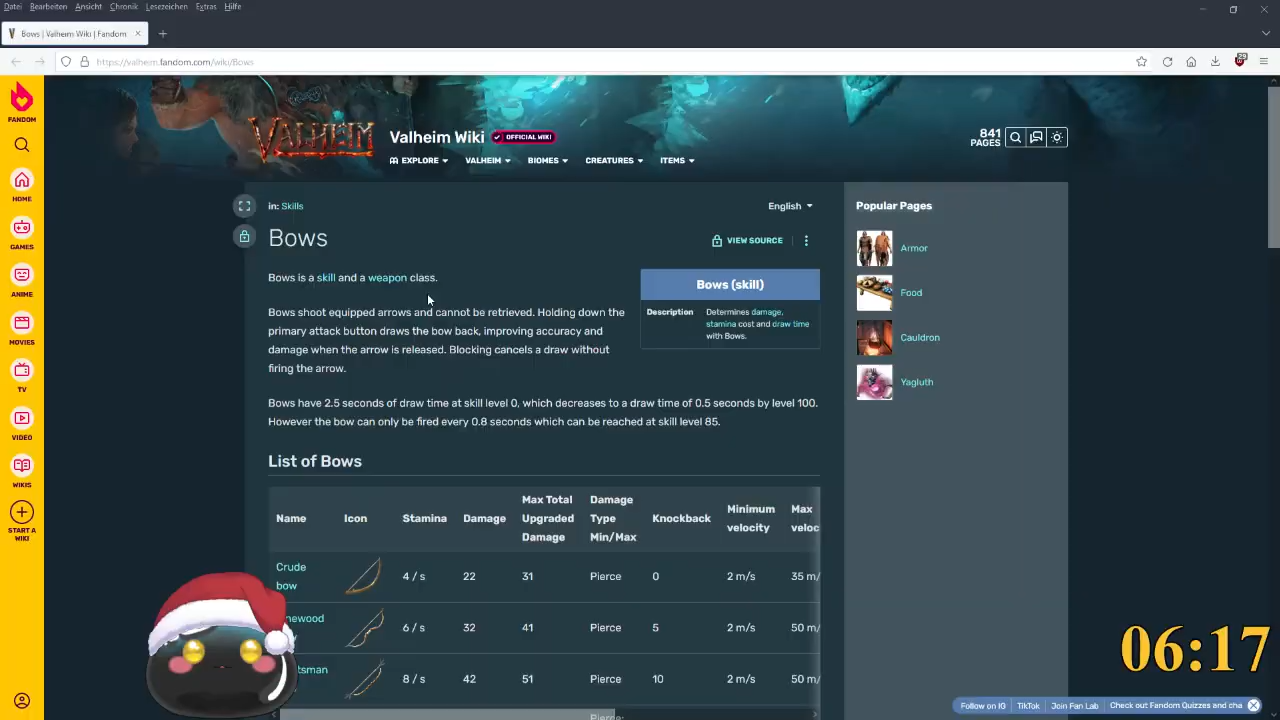 Datei Bearbeiten Ansicht Chronik Lesezeichen Extras Hilfe
Bows | Valheim Wiki | Fandom
https://valheim.fandom.com/wiki/Bows
FANDOM
HOME
GAMES
ANIME
MOVIES
TV
VIDEO
WIKIS
START A
WIKI
VALHEIM
Valheim Wiki OFFICIAL WIKI
841
PAGES
EXPLORE VALHEIM BIOMES CREATURES ITEMS
in: Skills
English
Bows
VIEW SOURCE
Bows is a skill and a weapon class.
Bows shoot equipped arrows and cannot be retrieved. Holding down the
primary attack button draws the bow back, improving accuracy and
damage when the arrow is released. Blocking cancels a draw without
firing the arrow.
Bows (skill)
Description Determines damage,
stamina cost and draw time
with Bows.
Bows have 2.5 seconds of draw time at skill level 0, which decreases to a draw time of 0.5 seconds by level 100.
However the bow can only be fired every 0.8 seconds which can be reached at skill level 85.
List of Bows
Name Icon Stamina Damage Max Total Upgraded Damage Damage Type Min/Max Knockback Minimum velocity Max veloc
Crude bow 4 / s 22 31 Pierce 0 2 m/s 35 m/
newood 6 / s 32 41 Pierce 5 2 m/s 50 m/
tsman 8 / s 42 51 Pierce 10 2 m/s 50 m/
Pierce:
Popular Pages
Armor
Food
Cauldron
Yagluth
06:17
Follow on IG TikTok Join Fan Lab Check out Fandom Quizzes and cha